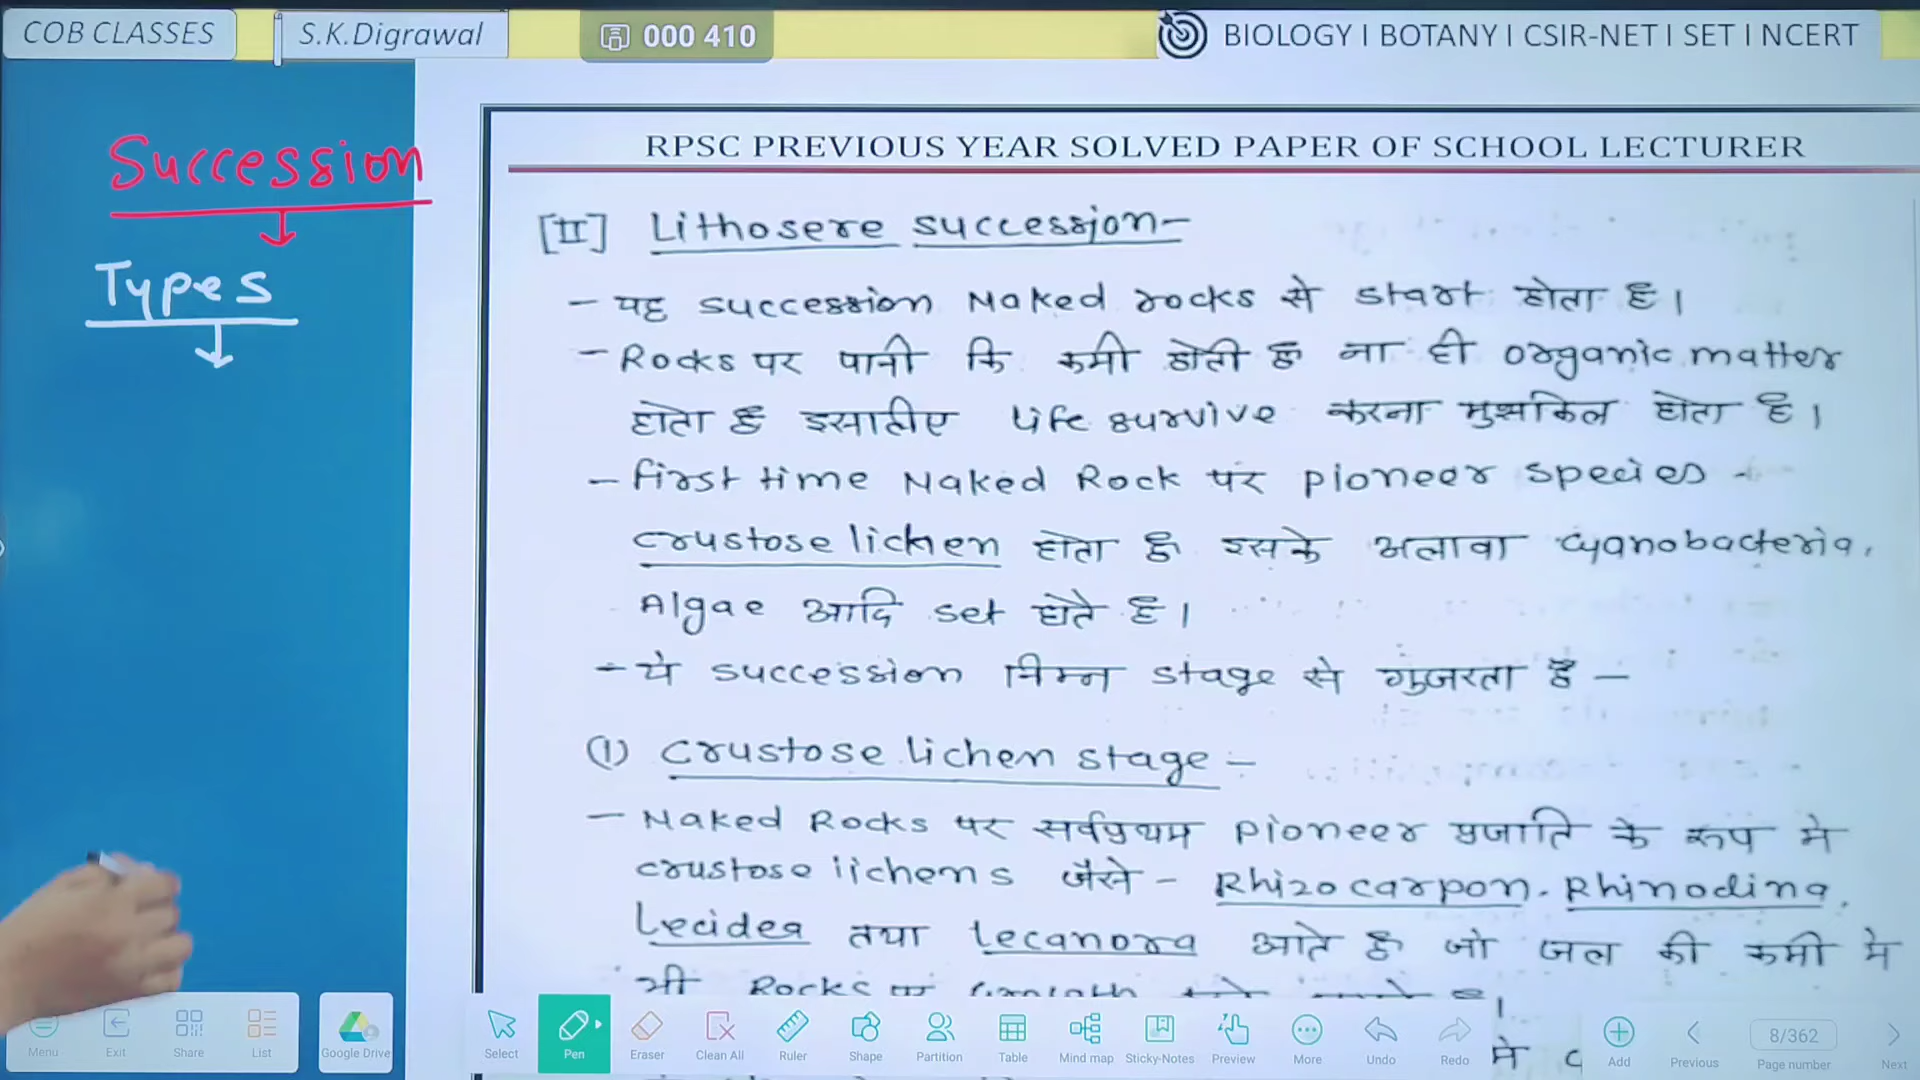 COB CLASSES
S.K.Digrawal
000 410
BIOLOGY I BOTANY I CSIR-NET I SET I NCERT
Succession
Types
RPSC PREVIOUS YEAR SOLVED PAPER OF SCHOOL LECTURER
[II] Lithosere succession-
- यह succession Naked rocks से start होता है।
- Rocks पर पानी कि कमी होती है ना ही organic matter
होता है इसालीए life survive करना मुशकिल होता है।
- first time Naked Rock पर pioneer species -
crustose lichen होता है इसके अलावा cyanobacteria,
Algae आदि set होते है।
- ये succession निम्न stage से गुजरता है -
(1) crustose lichen stage -
- Naked Rocks पर सर्वप्रथम pioneer प्रजाति के रूप मे
crustose lichens जैसे - Rhizocarpon, Rhinodina,
Lecidea तथा Lecanora आते है जो जल की कमी मे
भी Rocks पर
मे
Menu
Exit
Share
List
Google Drive
Select
Pen
Eraser
Clean All
Ruler
Shape
Partition
Table
Mind map
Sticky-Notes
Preview
More
Undo
Redo
Add
Previous
8/362
Page number
Next